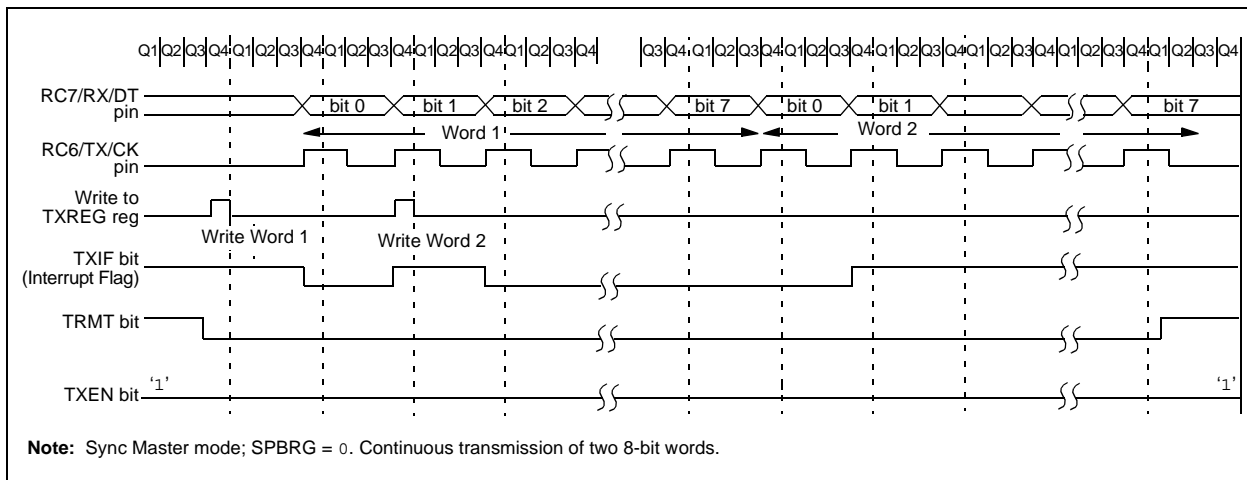 Q1 Q2 Q3 Q4 Q1 Q2 Q3 Q4 Q1 Q2 Q3 Q4 Q1 Q2 Q3 Q4 Q1 Q2 Q3 Q4 Q3 Q4 Q1 Q2 Q3 Q4 Q1 Q2 Q3 Q4 Q1 Q2 Q3 Q4 Q1 Q2 Q3 Q4 Q1 Q2 Q3 Q4 Q1 Q2 Q3 Q4
RC7/RX/DT
pin
bit 0 bit 1 bit 2 bit 7 bit 0 bit 1 bit 7
Word 1 Word 2
RC6/TX/CK
pin
Write to
TXREG reg
Write Word 1 Write Word 2
TXIF bit
(Interrupt Flag)
TRMT bit
TXEN bit '1' '1'
Note: Sync Master mode; SPBRG = 0. Continuous transmission of two 8-bit words.